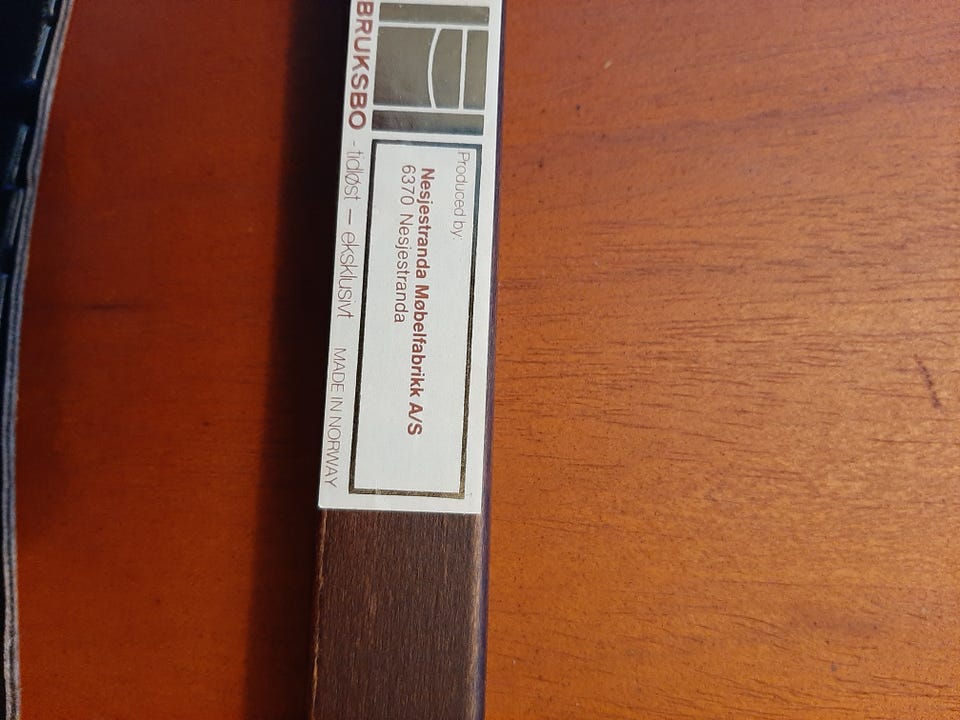 Produced by:
Nesjestranda Møbelfabrikk A/S
6370 Nesjestranda
BRUKSBO - tidløst – eksklusivt MADE IN NORWAY